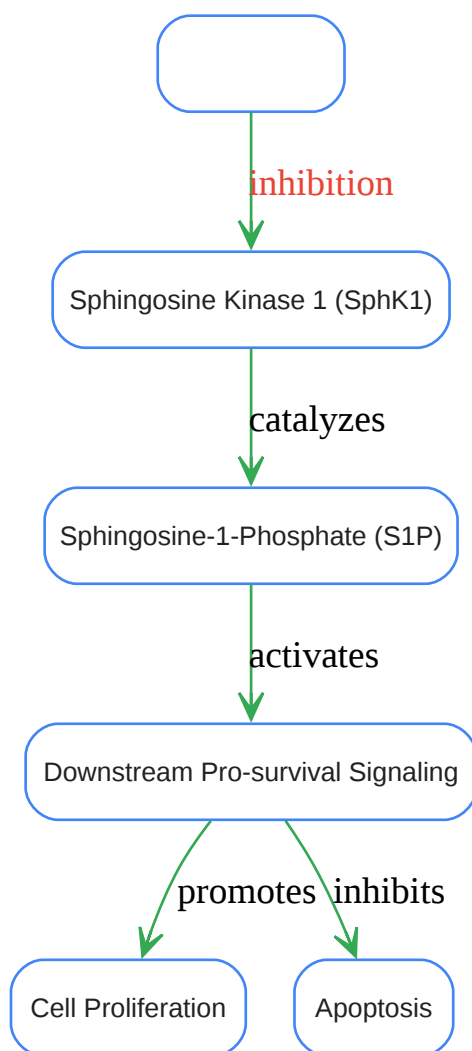 inhibition
Sphingosine Kinase 1 (SphK1)
catalyzes
Sphingosine-1-Phosphate (S1P)
activates
Downstream Pro-survival Signaling
promotes inhibits
Cell Proliferation Apoptosis